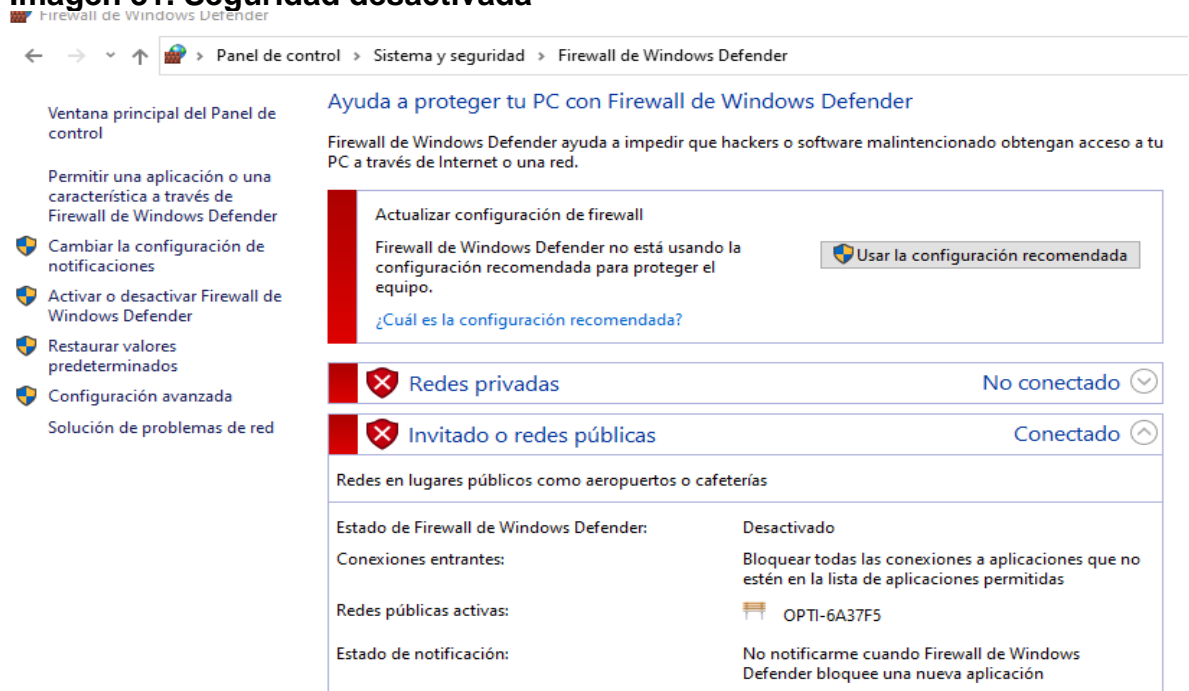 Imagen 31. Seguridad desactivada
Firewall de Windows Defender
Panel de control > Sistema y seguridad > Firewall de Windows Defender
Ventana principal del Panel de
control
Permitir una aplicación o una
característica a través de
Firewall de Windows Defender
Cambiar la configuración de
notificaciones
Activar o desactivar Firewall de
Windows Defender
Restaurar valores
predeterminados
Configuración avanzada
Solución de problemas de red
Ayuda a proteger tu PC con Firewall de Windows Defender
Firewall de Windows Defender ayuda a impedir que hackers o software malintencionado obtengan acceso a tu
PC a través de Internet o una red.
Actualizar configuración de firewall
Firewall de Windows Defender no está usando la
configuración recomendada para proteger el
equipo.
¿Cuál es la configuración recomendada?
Usar la configuración recomendada
Redes privadas No conectado
Invitado o redes públicas Conectado
Redes en lugares públicos como aeropuertos o cafeterías
Estado de Firewall de Windows Defender: Desactivado
Conexiones entrantes: Bloquear todas las conexiones a aplicaciones que no
estén en la lista de aplicaciones permitidas
Redes públicas activas: OPTI-6A37F5
Estado de notificación: No notificarme cuando Firewall de Windows
Defender bloquee una nueva aplicación